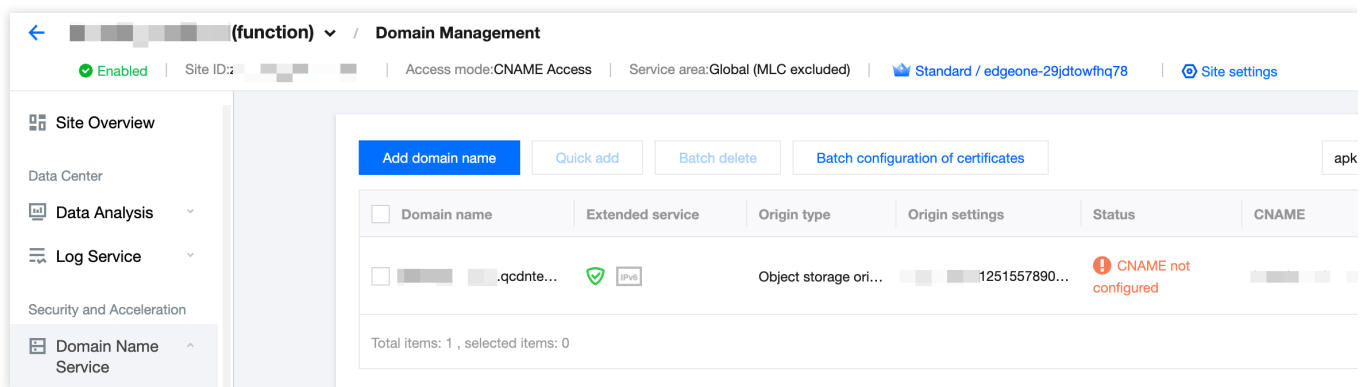 (function) / Domain Management
Enabled | Site ID:z | Access mode:CNAME Access | Service area:Global (MLC excluded) | Standard / edgeone-29jdtowfhq78 | Site settings
Site Overview
Data Center
Data Analysis
Log Service
Security and Acceleration
Domain Name
Service
Add domain name Quick add Batch delete Batch configuration of certificates apk
Domain name Extended service Origin type Origin settings Status CNAME
.qcdnte... IPv6 Object storage ori... 1251557890... CNAME not
configured
Total items: 1 , selected items: 0